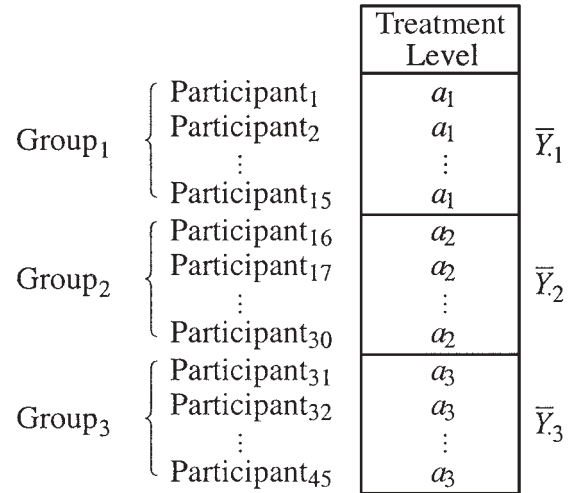 Treatment
Level
Participant₁ a₁
Participant₂ a₁
Group₁ ⋮ ⋮ Ȳ.₁
Participant₁₅ a₁
Participant₁₆ a₂
Participant₁₇ a₂
Group₂ ⋮ ⋮ Ȳ.₂
Participant₃₀ a₂
Participant₃₁ a₃
Participant₃₂ a₃
Group₃ ⋮ ⋮ Ȳ.₃
Participant₄₅ a₃